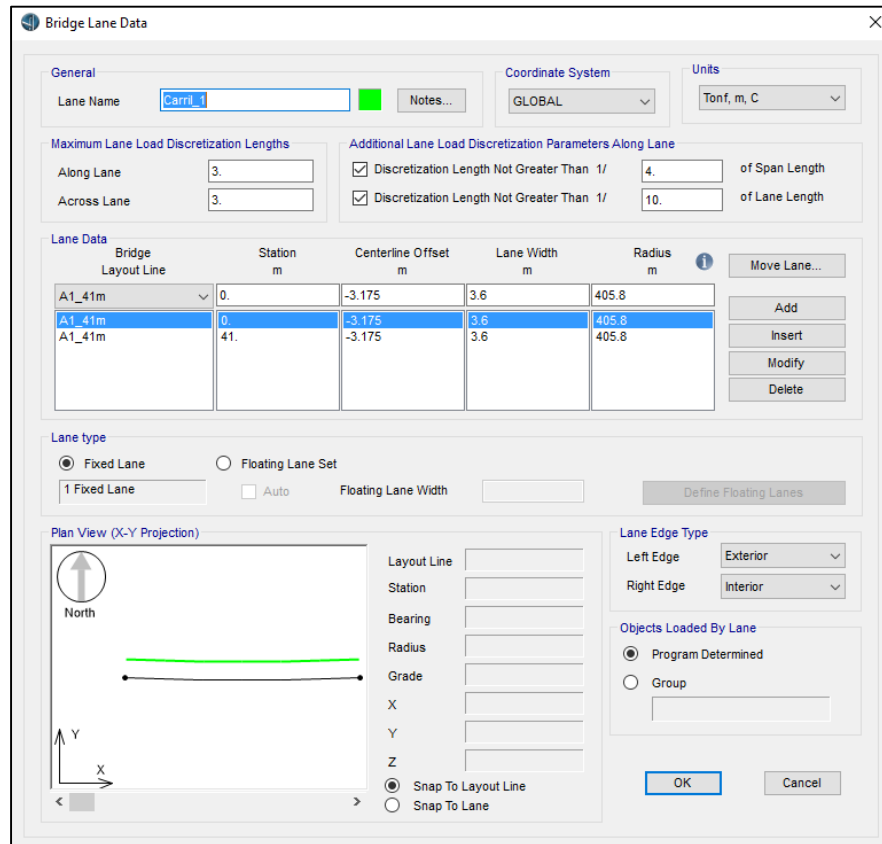 Bridge Lane Data
General
Lane Name Carril_1 Notes...
Coordinate System
GLOBAL
Units
Tonf, m, C
Maximum Lane Load Discretization Lengths
Along Lane 3.
Across Lane 3.
Additional Lane Load Discretization Parameters Along Lane
Discretization Length Not Greater Than 1/ 4. of Span Length
Discretization Length Not Greater Than 1/ 10. of Lane Length
Lane Data
Bridge Station Centerline Offset Lane Width Radius
Layout Line m m m m
Move Lane...
A1_41m 0. -3.175 3.6 405.8
A1_41m 0. -3.175 3.6 405.8
A1_41m 41. -3.175 3.6 405.8
Add
Insert
Modify
Delete
Lane type
Fixed Lane Floating Lane Set
1 Fixed Lane Auto Floating Lane Width Define Floating Lanes
Plan View (X-Y Projection)
North
Y
X
Layout Line
Station
Bearing
Radius
Grade
X
Y
Z
Snap To Layout Line
Snap To Lane
Lane Edge Type
Left Edge Exterior
Right Edge Interior
Objects Loaded By Lane
Program Determined
Group
OK Cancel